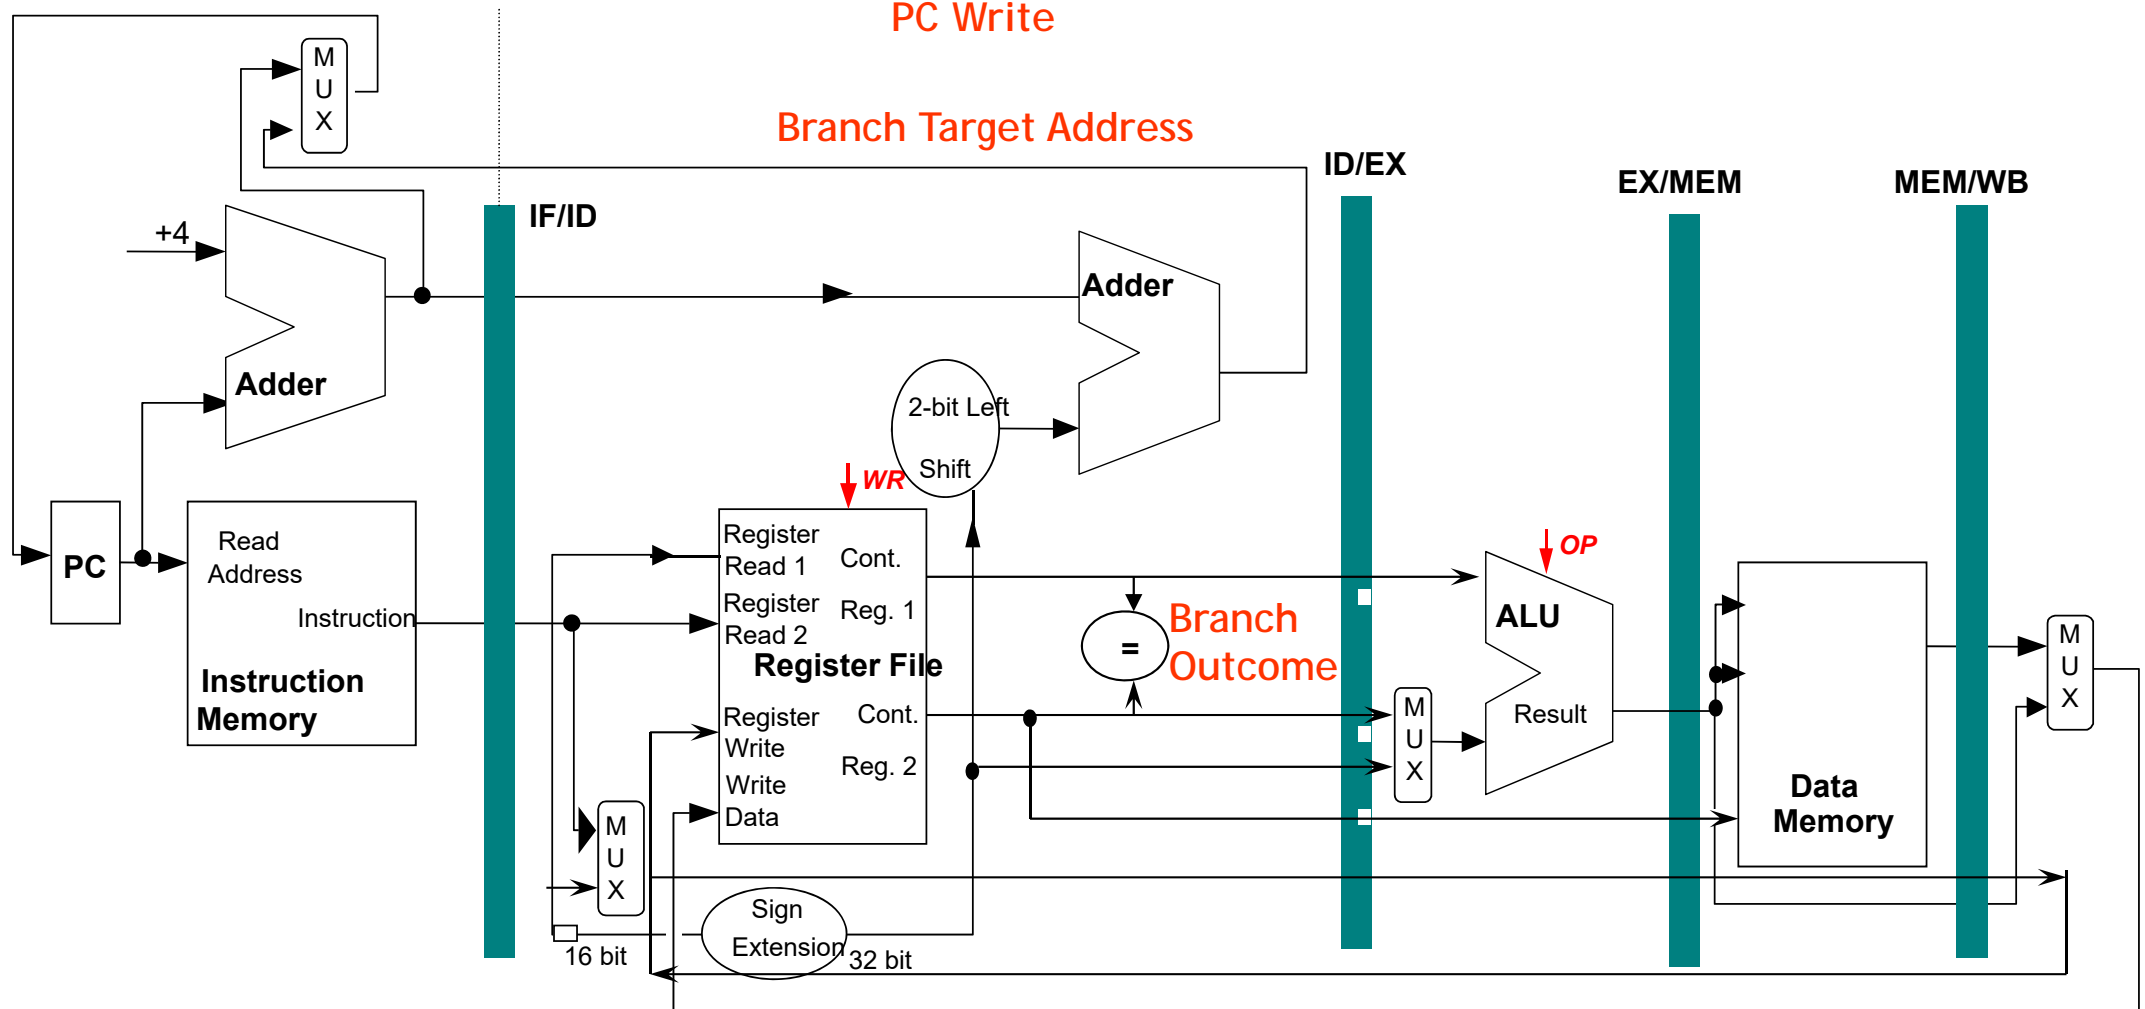 PC Write
M
U
X
Branch Target Address
ID/EX
EX/MEM
MEM/WB
IF/ID
+4
Adder
Adder
2-bit Left
Shift
WR
PC
Read
Address
Instruction
Instruction
Memory
Register
Read 1
Cont.
Reg. 1
Register
Read 2
Register File
Register
Write
Cont.
Reg. 2
Write
Data
=
Branch
Outcome
OP
ALU
Result
M
U
X
Data
Memory
M
U
X
M
U
X
Sign
Extension
16 bit
32 bit